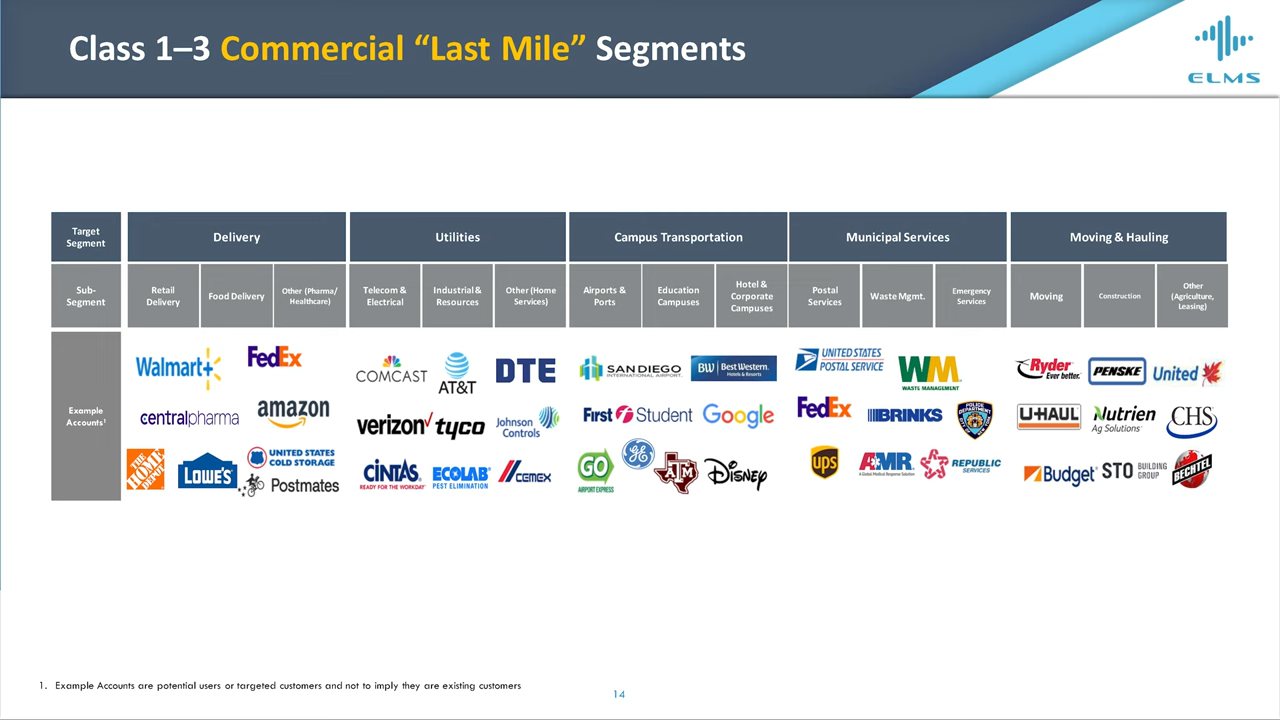 Class 1–3 Commercial “Last Mile” Segments
ELMS
Target
Segment
Delivery
Utilities
Campus Transportation
Municipal Services
Moving & Hauling
Sub-
Segment
Retail
Delivery
Food Delivery
Other (Pharma/
Healthcare)
Telecom &
Electrical
Industrial &
Resources
Other (Home
Services)
Airports &
Ports
Education
Campuses
Hotel &
Corporate
Campuses
Postal
Services
Waste Mgmt.
Emergency
Services
Moving
Construction
Other
(Agriculture,
Leasing)
Example
Accounts1
Walmart+
FedEx
centralpharma
amazon
THE
HOME
DEPOT
LOWE'S
UNITED STATES
COLD STORAGE
Postmates
COMCAST
AT&T
DTE
verizon
tyco
Johnson
Controls
CINTAS
READY FOR THE WORKDAY
ECOLAB
PEST ELIMINATION
CEMEX
SAN DIEGO
INTERNATIONAL AIRPORT
BW
Best Western
Hotels & Resorts
First Student
Google
GO
AIRPORT EXPRESS
GE
ATM
Disney
UNITED STATES
POSTAL SERVICE
WM
WASTE MANAGEMENT
FedEx
BRINKS
POLICE
DEPARTMENT
ups
AMR
A Global Medical Response Solution
REPUBLIC
SERVICES
Ryder
Ever better.
PENSKE
United
U-HAUL
Nutrien
Ag Solutions
CHS
Budget
STO
BUILDING
GROUP
BECHTEL
1. Example Accounts are potential users or targeted customers and not to imply they are existing customers
14